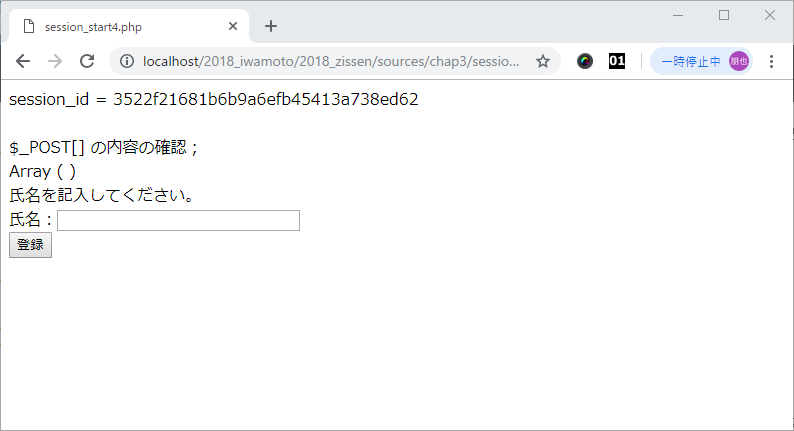 session_start4.php
localhost/2018_iwamoto/2018_zissen/sources/chap3/sessio...
01
一時停止中
朋也
session_id = 3522f21681b6b9a6efb45413a738ed62
$_POST[] の内容の確認；
Array ( )
氏名を記入してください。
氏名：
登録